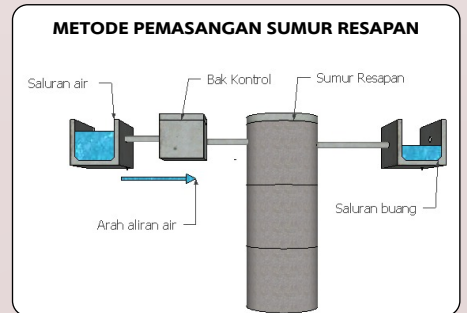 METODE PEMASANGAN SUMUR RESAPAN
Saluran air
Bak Kontrol
Sumur Resapan
Arah aliran air
Saluran buang